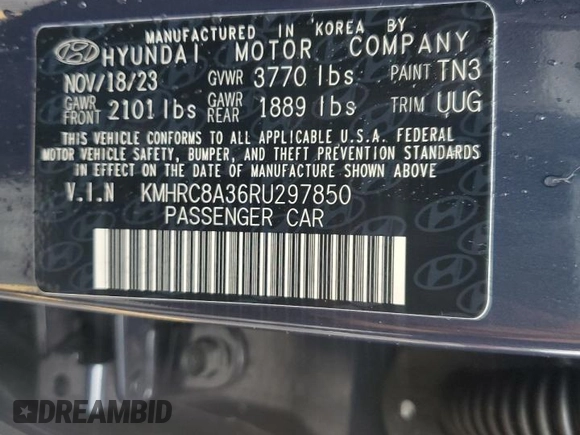 MANUFACTURED IN KOREA BY
HYUNDAI MOTOR COMPANY
NOV/18/23 GVWR 3770 lbs PAINT TN3
GAWR FRONT 2101 lbs GAWR REAR 1889 lbs TRIM UUG
THIS VEHICLE CONFORMS TO ALL APPLICABLE U.S.A. FEDERAL
MOTOR VEHICLE SAFETY, BUMPER, AND THEFT PREVENTION
STANDARDS IN EFFECT ON THE DATE OF MANUFACTURE SHOWN ABOVE
V.I.N KMHRC8A36RU297850
PASSENGER CAR
DREAMBID